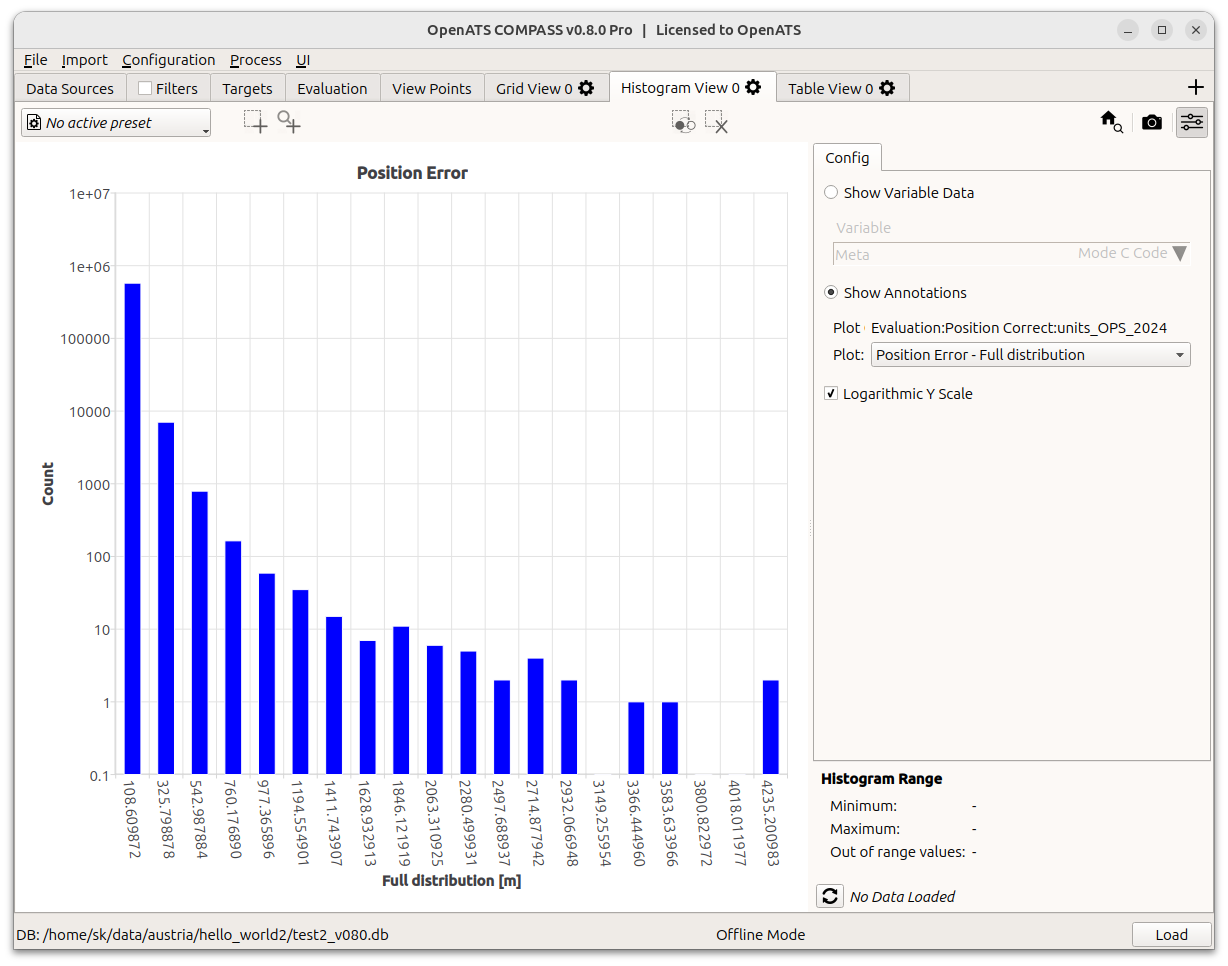 OpenATS COMPASS v0.8.0 Pro | Licensed to OpenATS
File Import Configuration Process UI
Data Sources Filters Targets Evaluation View Points Grid View 0 Histogram View 0 Table View 0
No active preset
Config
Position Error
Show Variable Data
Variable
Meta Mode C Code
Show Annotations
Plot Evaluation:Position Correct:units_OPS_2024
Plot: Position Error - Full distribution
Logarithmic Y Scale
1e+07
1e+06
100000
10000
1000
100
10
1
0.1
Count
108.609872
325.798878
542.987884
760.176890
977.365896
1194.554901
1411.743907
1628.932913
1846.121919
2063.310925
2280.499931
2497.688937
2714.877942
2932.066948
3149.255954
3366.444960
3583.633966
3800.822972
4018.011977
4235.200983
Full distribution [m]
Histogram Range
Minimum: -
Maximum: -
Out of range values: -
No Data Loaded
DB: /home/sk/data/austria/hello_world2/test2_v080.db Offline Mode Load